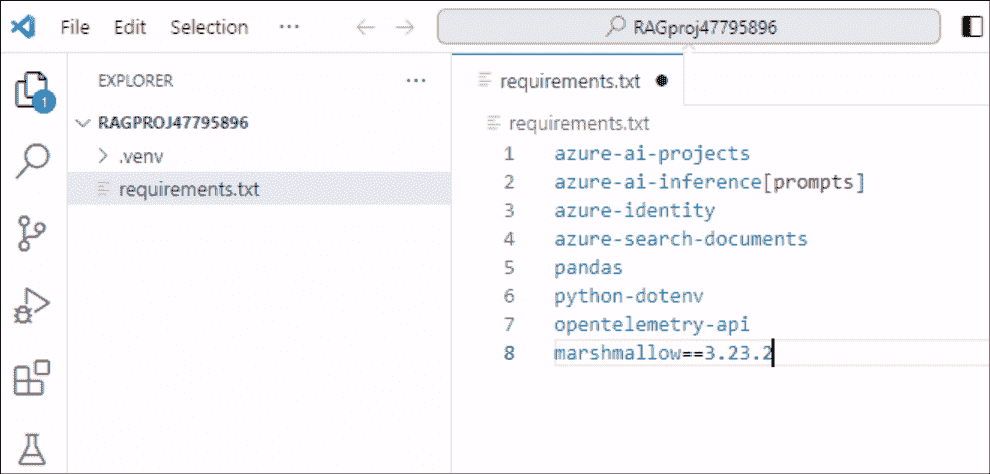 File Edit Selection ··· RAGproj47795896
1
EXPLORER ···
RAGPROJ47795896
.venv
requirements.txt
requirements.txt
requirements.txt
1 azure-ai-projects
2 azure-ai-inference[prompts]
3 azure-identity
4 azure-search-documents
5 pandas
6 python-dotenv
7 opentelemetry-api
8 marshmallow==3.23.2